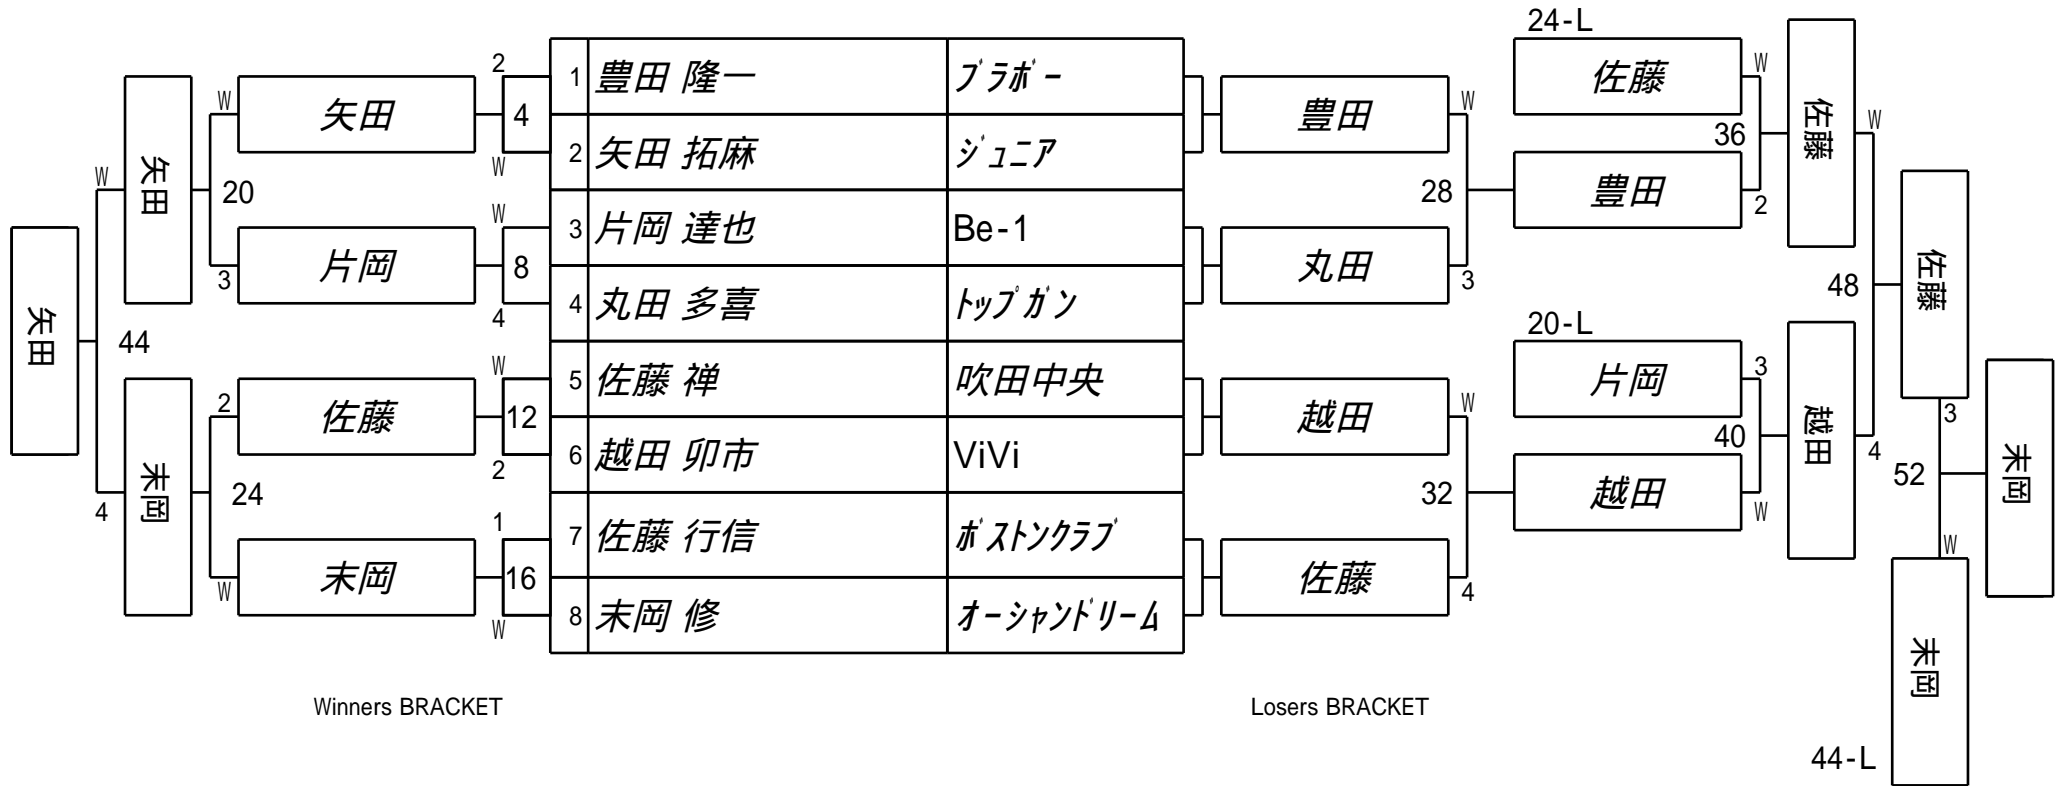 24-L
1 豊田 隆一 ブラボー
2 矢田 拓麻 ジュニア
3 片岡 達也 Be-1
4 丸田 多喜 トップガン
5 佐藤 禅 吹田中央
6 越田 卯市 ViVi
7 佐藤 行信 ボストンクラブ
8 末岡 修 オーシャンドリーム
矢田
W
44
4
矢田
末岡
W
20
3
2
24
W
矢田
片岡
佐藤
末岡
2
4
W
W
8
4
W
12
2
1
16
W
豊田
丸田
越田
佐藤
W
28
3
W
32
4
佐藤
豊田
20-L
片岡
越田
W
36
2
3
40
W
佐藤
越田
W
48
4
佐藤
3
52
W
末岡
末岡
44-L
Winners BRACKET
Losers BRACKET